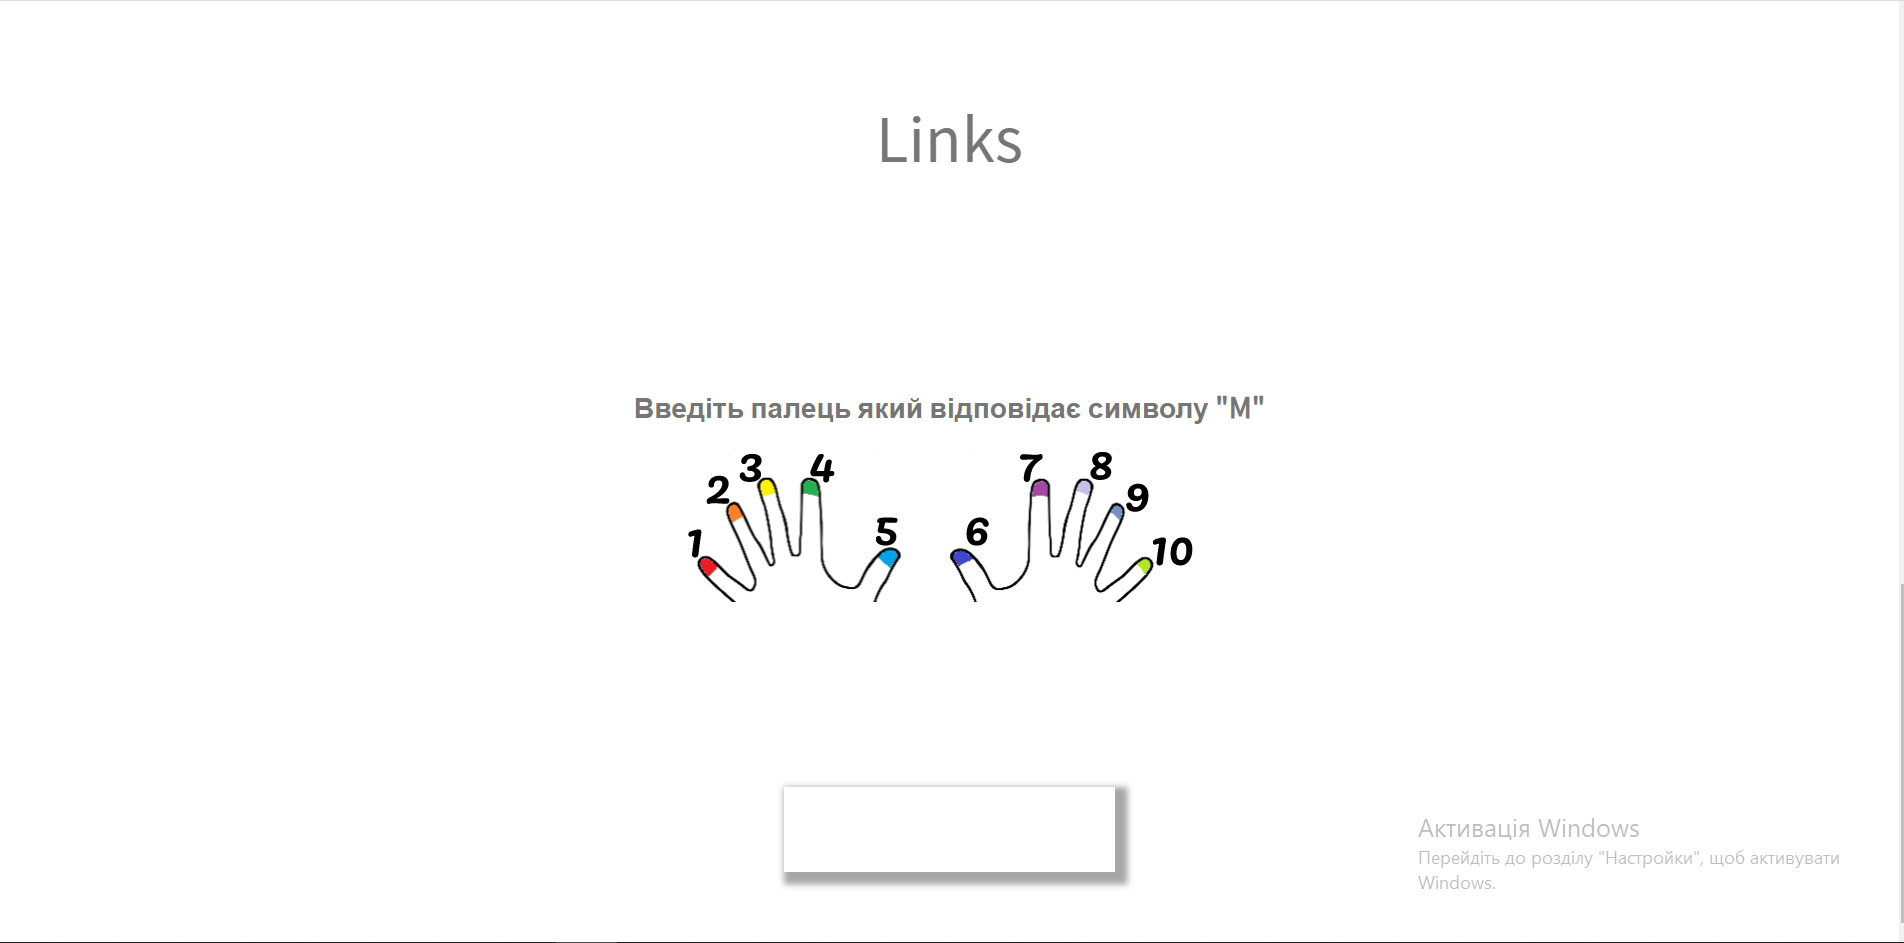 Links
Введіть палець який відповідає символу "М"
1
2
3
4
5
6
7
8
9
10
Активація Windows
Перейдіть до розділу "Настройки", щоб активувати
Windows.